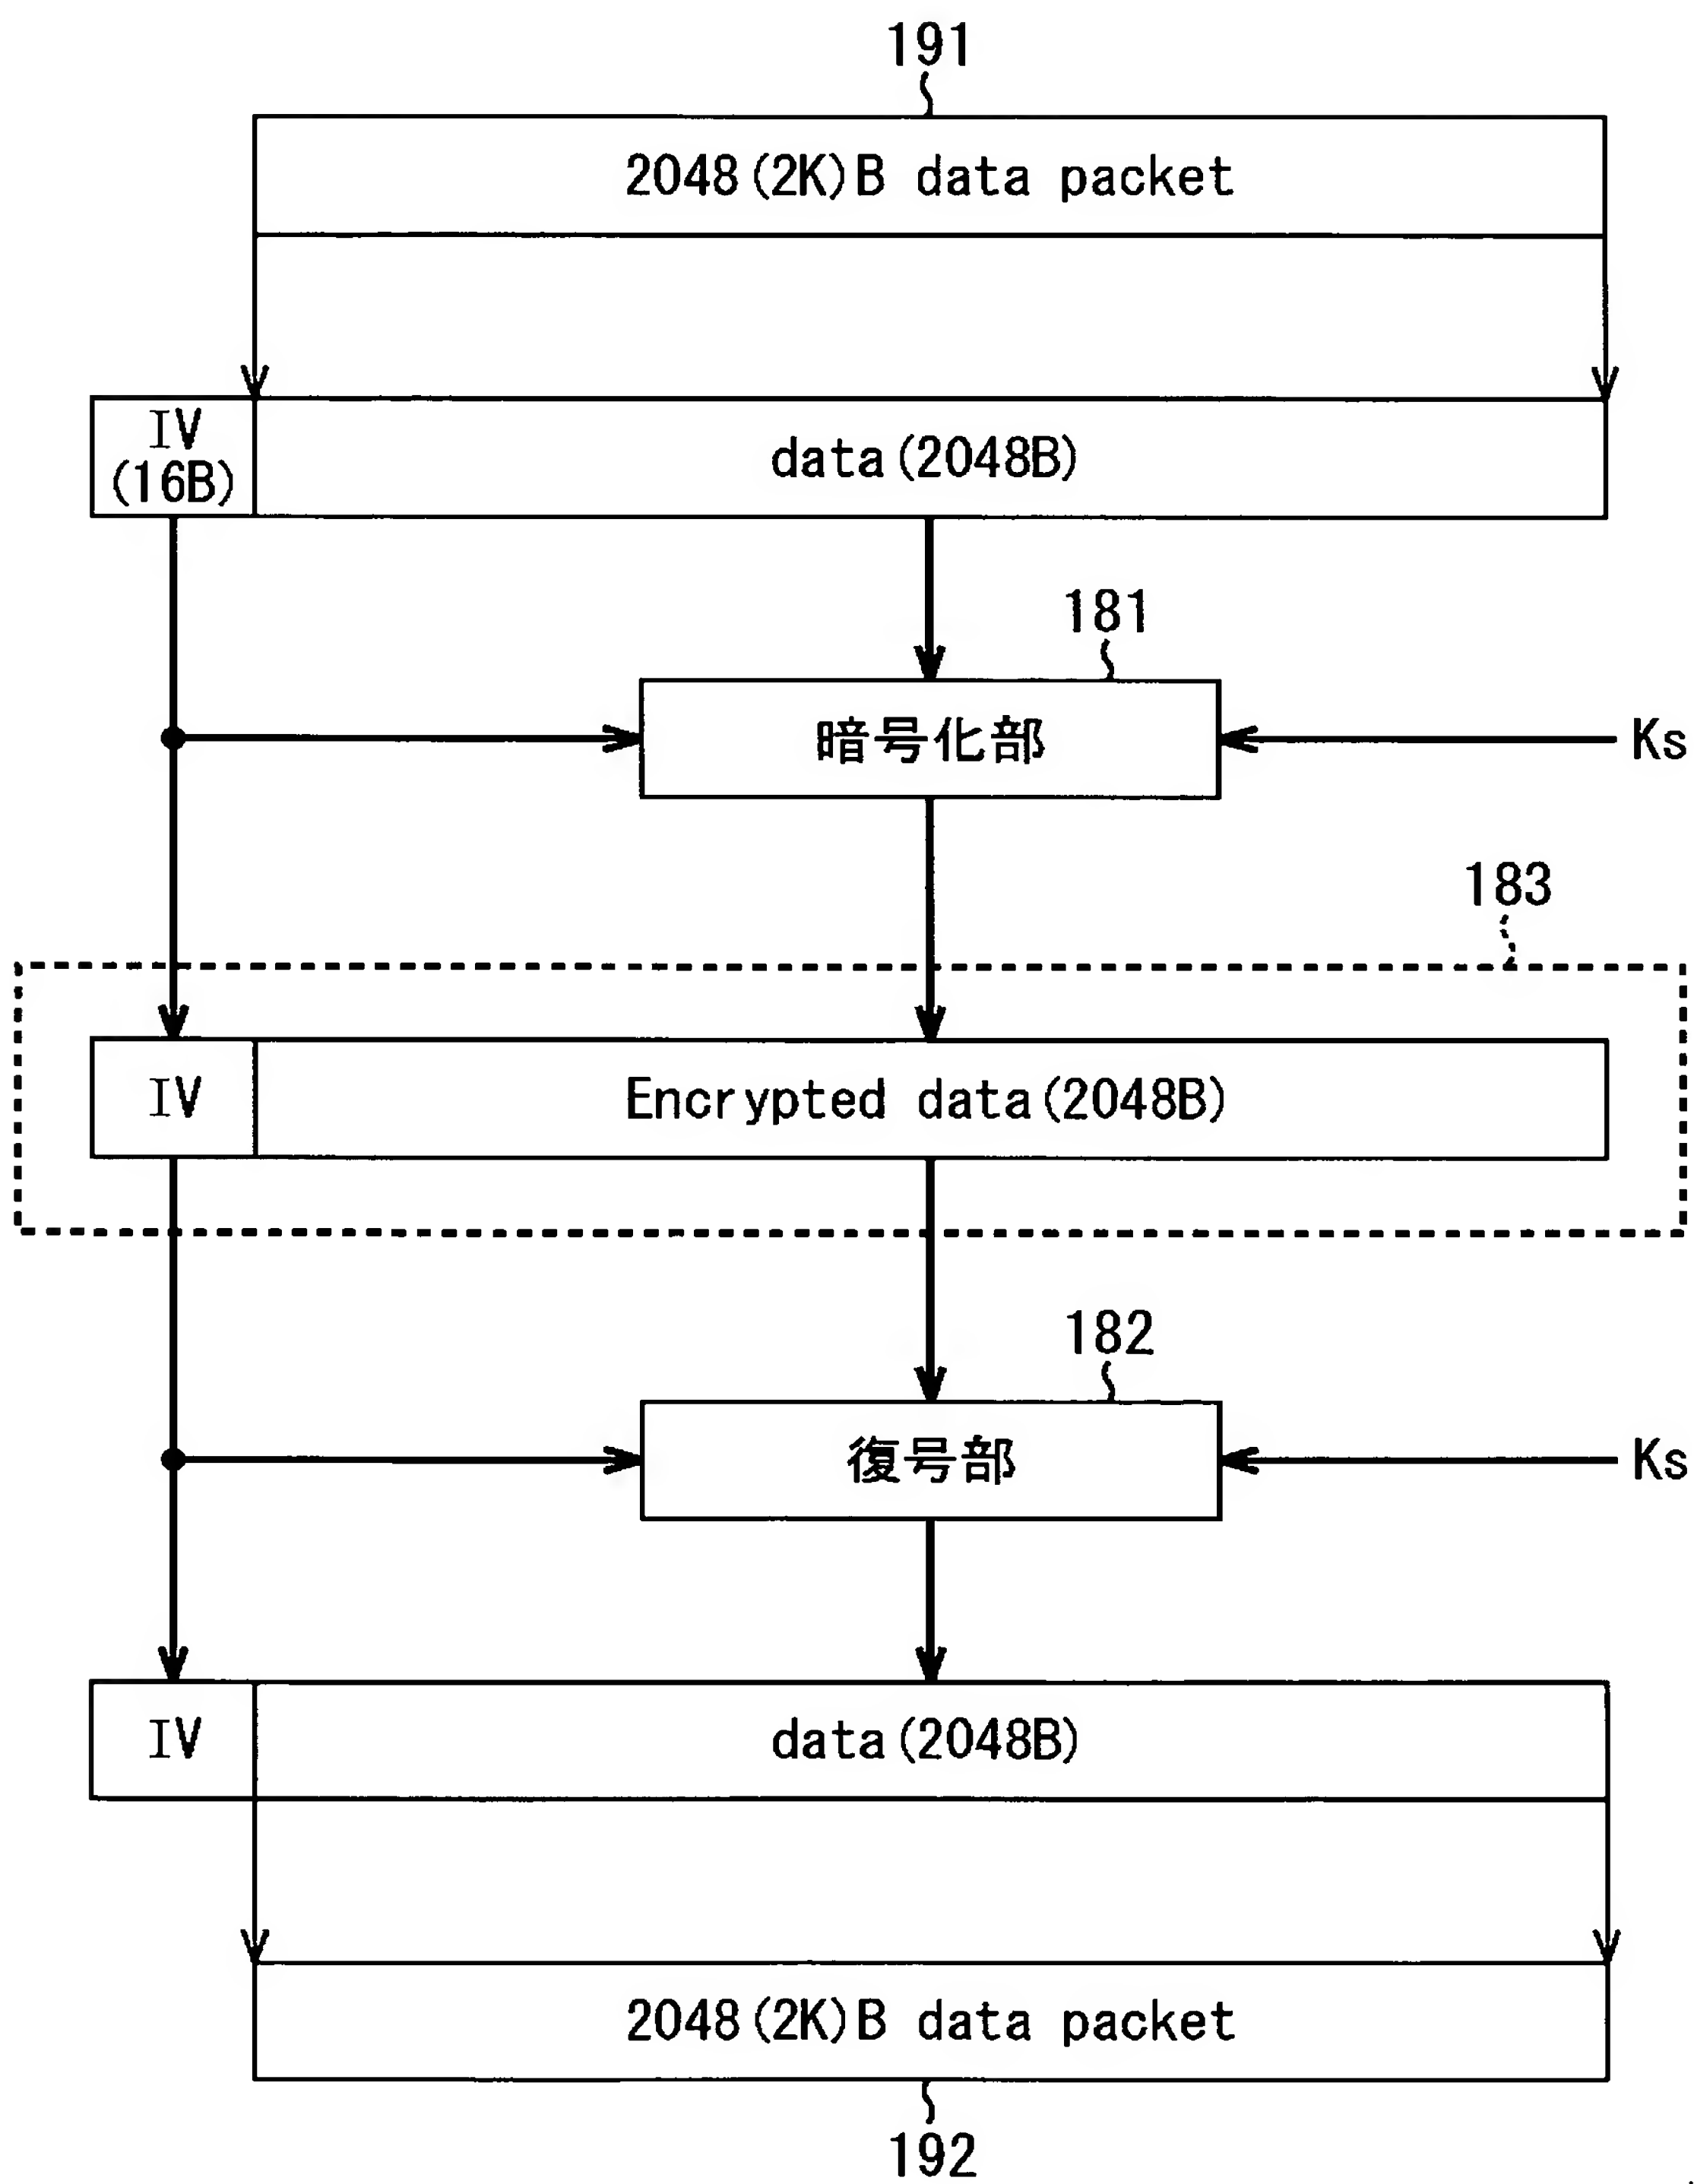 191
2048(2K)B data packet
IV
(16B)
data(2048B)
181
暗号化部
Ks
183
IV
Encrypted data(2048B)
182
復号部
Ks
IV
data(2048B)
2048(2K)B data packet
192